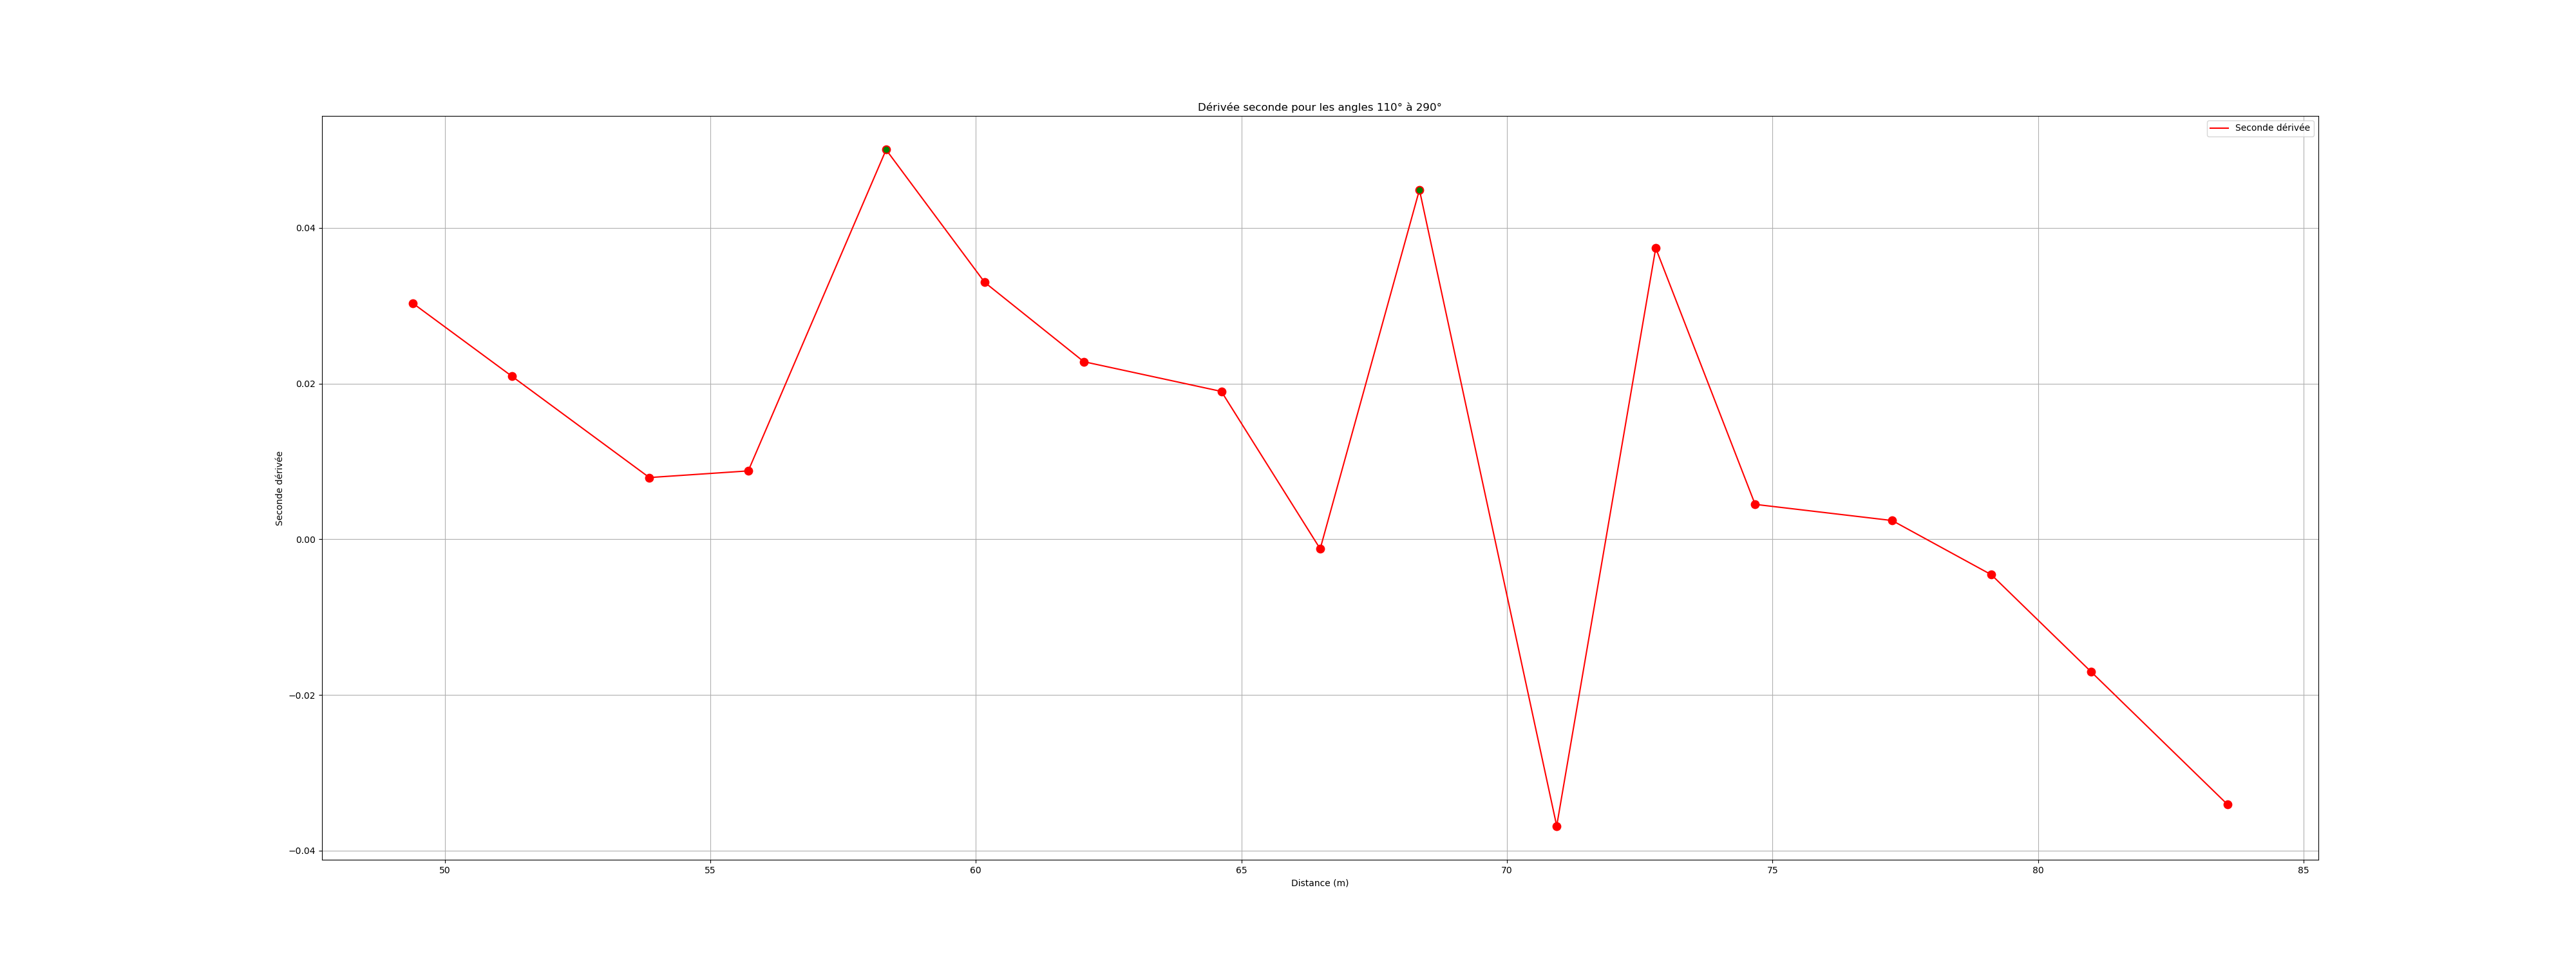 Dérivée seconde pour les angles 110° à 290°
Seconde dérivée
0.04
0.02
0.00
−0.02
−0.04
Seconde dérivée
50 55 60 65 70 75 80 85
Distance (m)